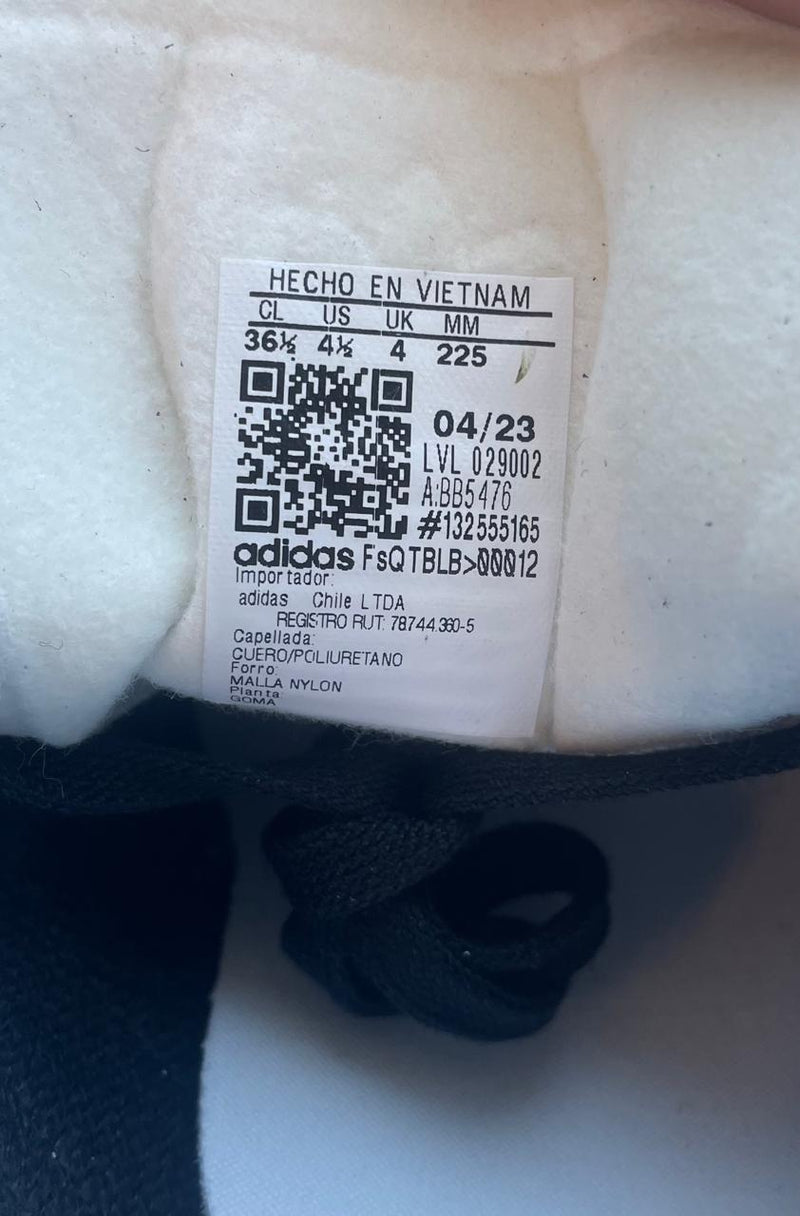 HECHO EN VIETNAM
CL US UK MM
36½ 4½ 4 225
04/23
LVL 029002
A:BB5476
#132555165
adidas FsQTBLB>00012
Importador:
adidas Chile LTDA
REGISTRO RUT: 78.744.360-5
Capellada:
CUERO/POLIURETANO
Forro:
MALLA NYLON
Planta:
GOMA